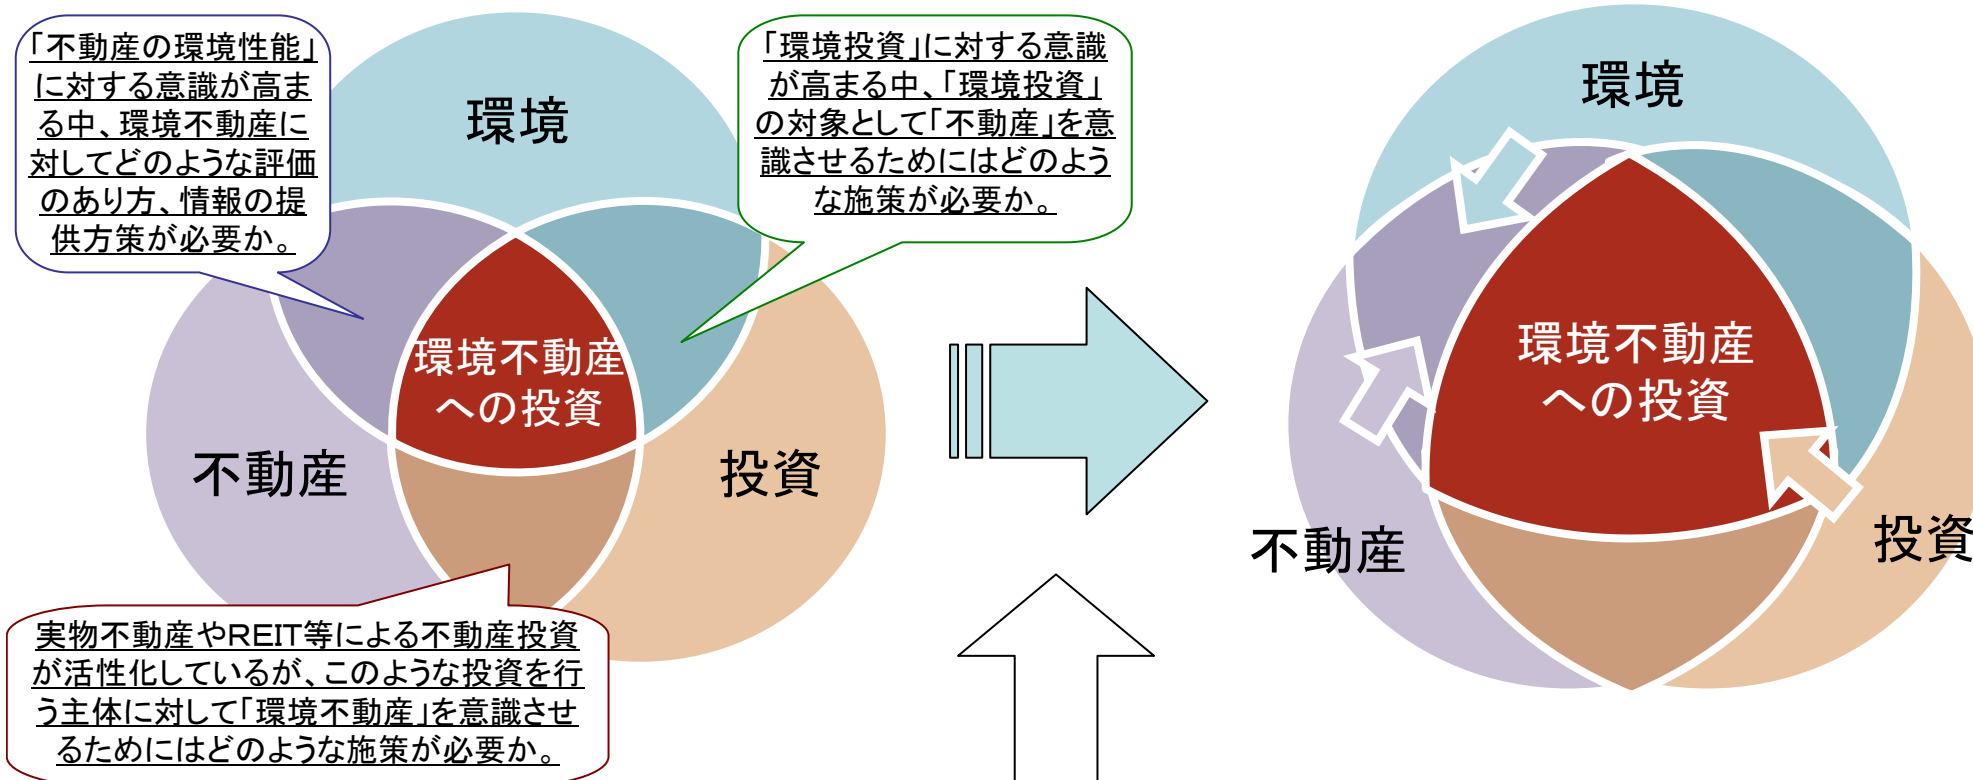 「不動産の環境性能」
に対する意識が高ま
る中、環境不動産に
対してどのような評価
のあり方、情報の提
供方策が必要か。
環境
「環境投資」に対する意識
が高まる中、「環境投資」
の対象として「不動産」を意
識させるためにはどのよう
な施策が必要か。
環境不動産
への投資
不動産
投資
実物不動産やREIT等による不動産投資
が活性化しているが、このような投資を行
う主体に対して「環境不動産」を意識させ
るためにはどのような施策が必要か。
環境
環境不動産
への投資
不動産
投資